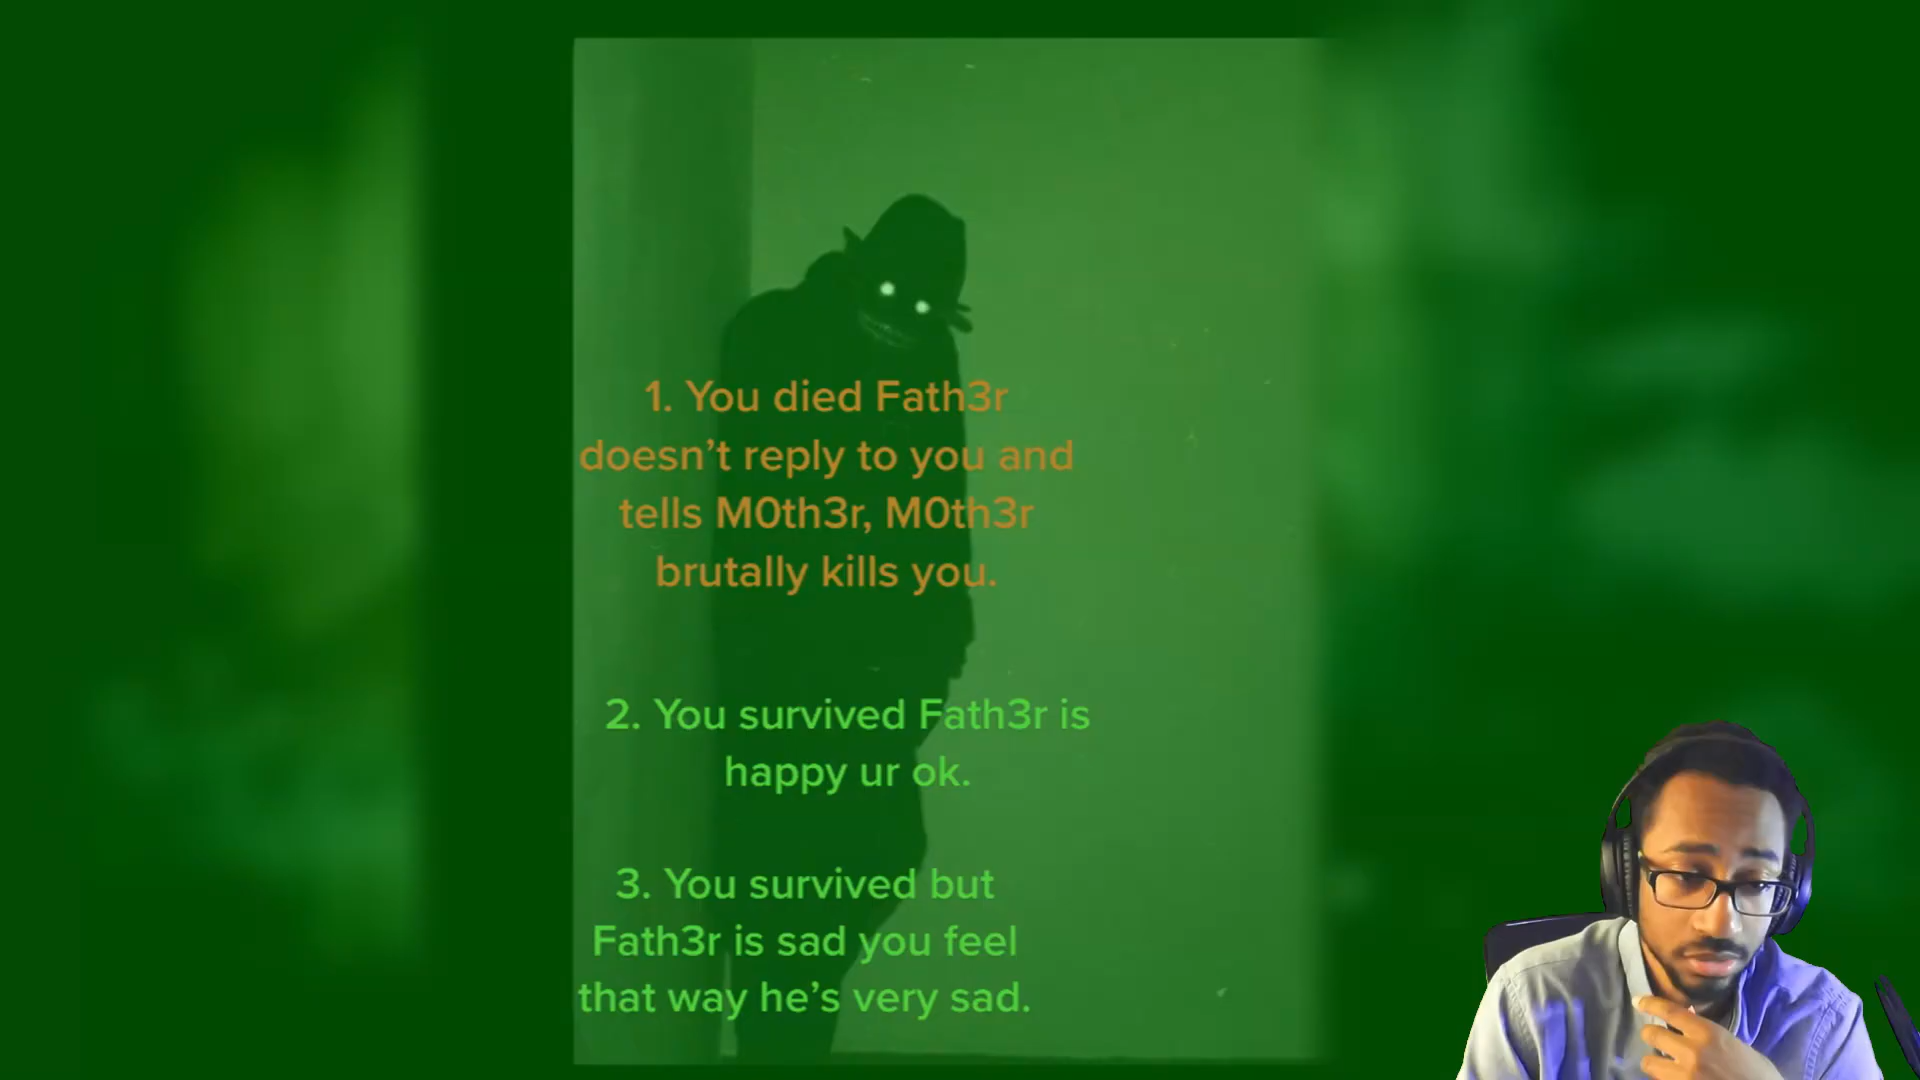 1. You died Fath3r
doesn’t reply to you and
tells M0th3r, M0th3r
brutally kills you.
2. You survived Fath3r is
happy ur ok.
3. You survived but
Fath3r is sad you feel
that way he’s very sad.